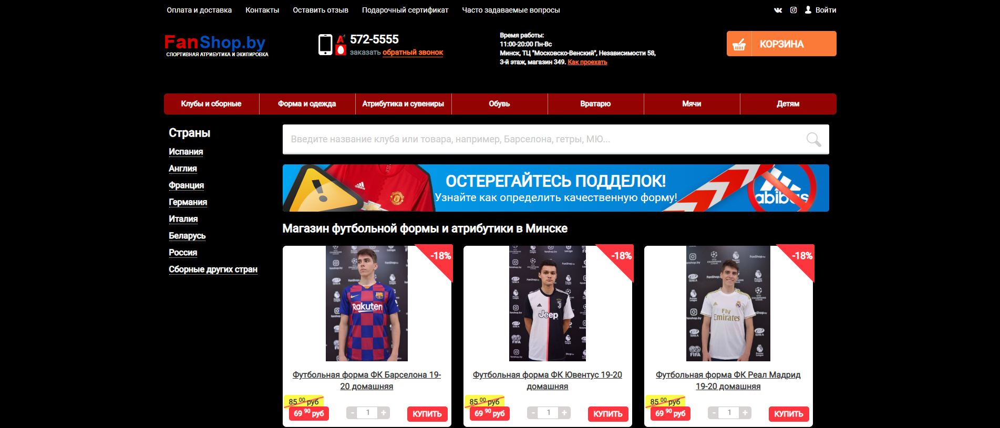 Оплата и доставка Контакты Оставить отзыв Подарочный сертификат Часто задаваемые вопросы Войти
FanShop.by
СПОРТИВНАЯ АТРИБУТИКА И ЭКИПИРОВКА
572-5555
заказать обратный звонок
Время работы:
11:00-20:00 Пн-Вс
Минск, ТЦ "Московско-Венский", Независимости 58,
3-й этаж, магазин 349. Как проехать
КОРЗИНА
Клубы и сборные Форма и одежда Атрибутика и сувениры Обувь Вратарю Мячи Детям
Страны
Испания
Англия
Франция
Германия
Италия
Беларусь
Россия
Сборные других стран
Введите название клуба или товара, например, Барселона, гетры, МЮ...
adidas
ОСТЕРЕГАЙТЕСЬ ПОДДЕЛОК!
Узнайте как определить качественную форму!
abibas
Магазин футбольной формы и атрибутики в Минске
-18%
Rakuten
Футбольная форма ФК Барселона 19-
20 домашняя
85 00 руб
69 90 руб
- 1 +
КУПИТЬ
-18%
Jeep
Футбольная форма ФК Ювентус 19-20
домашняя
85 00 руб
69 90 руб
- 1 +
КУПИТЬ
-18%
Fly
Emirates
Футбольная форма ФК Реал Мадрид
19-20 домашняя
85 00 руб
69 90 руб
- 1 +
КУПИТЬ